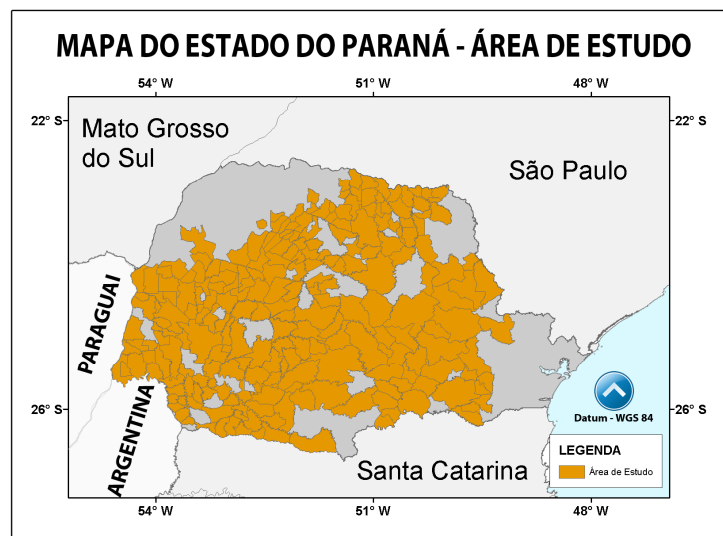 MAPA DO ESTADO DO PARANÁ - ÁREA DE ESTUDO
54° W
51° W
48° W
22° S
22° S
Mato Grosso
do Sul
São Paulo
PARAGUAI
ARGENTINA
26° S
26° S
Datum - WGS 84
LEGENDA
Área de Estudo
Santa Catarina
54° W
51° W
48° W